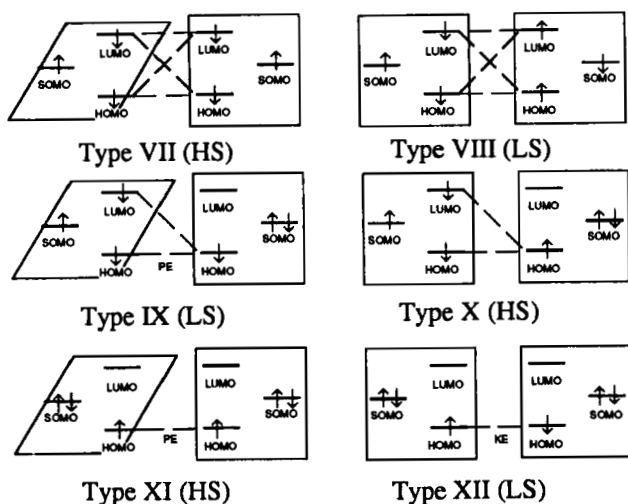 LUMO LUMO
SOMO SOMO
HOMO HOMO
Type VII (HS)
LUMO LUMO
SOMO SOMO
HOMO HOMO
Type VIII (LS)
LUMO LUMO
SOMO SOMO
HOMO PE HOMO
Type IX (LS)
LUMO LUMO
SOMO SOMO
HOMO HOMO
Type X (HS)
LUMO LUMO
SOMO SOMO
HOMO PE HOMO
Type XI (HS)
LUMO LUMO
SOMO SOMO
HOMO KE HOMO
Type XII (LS)